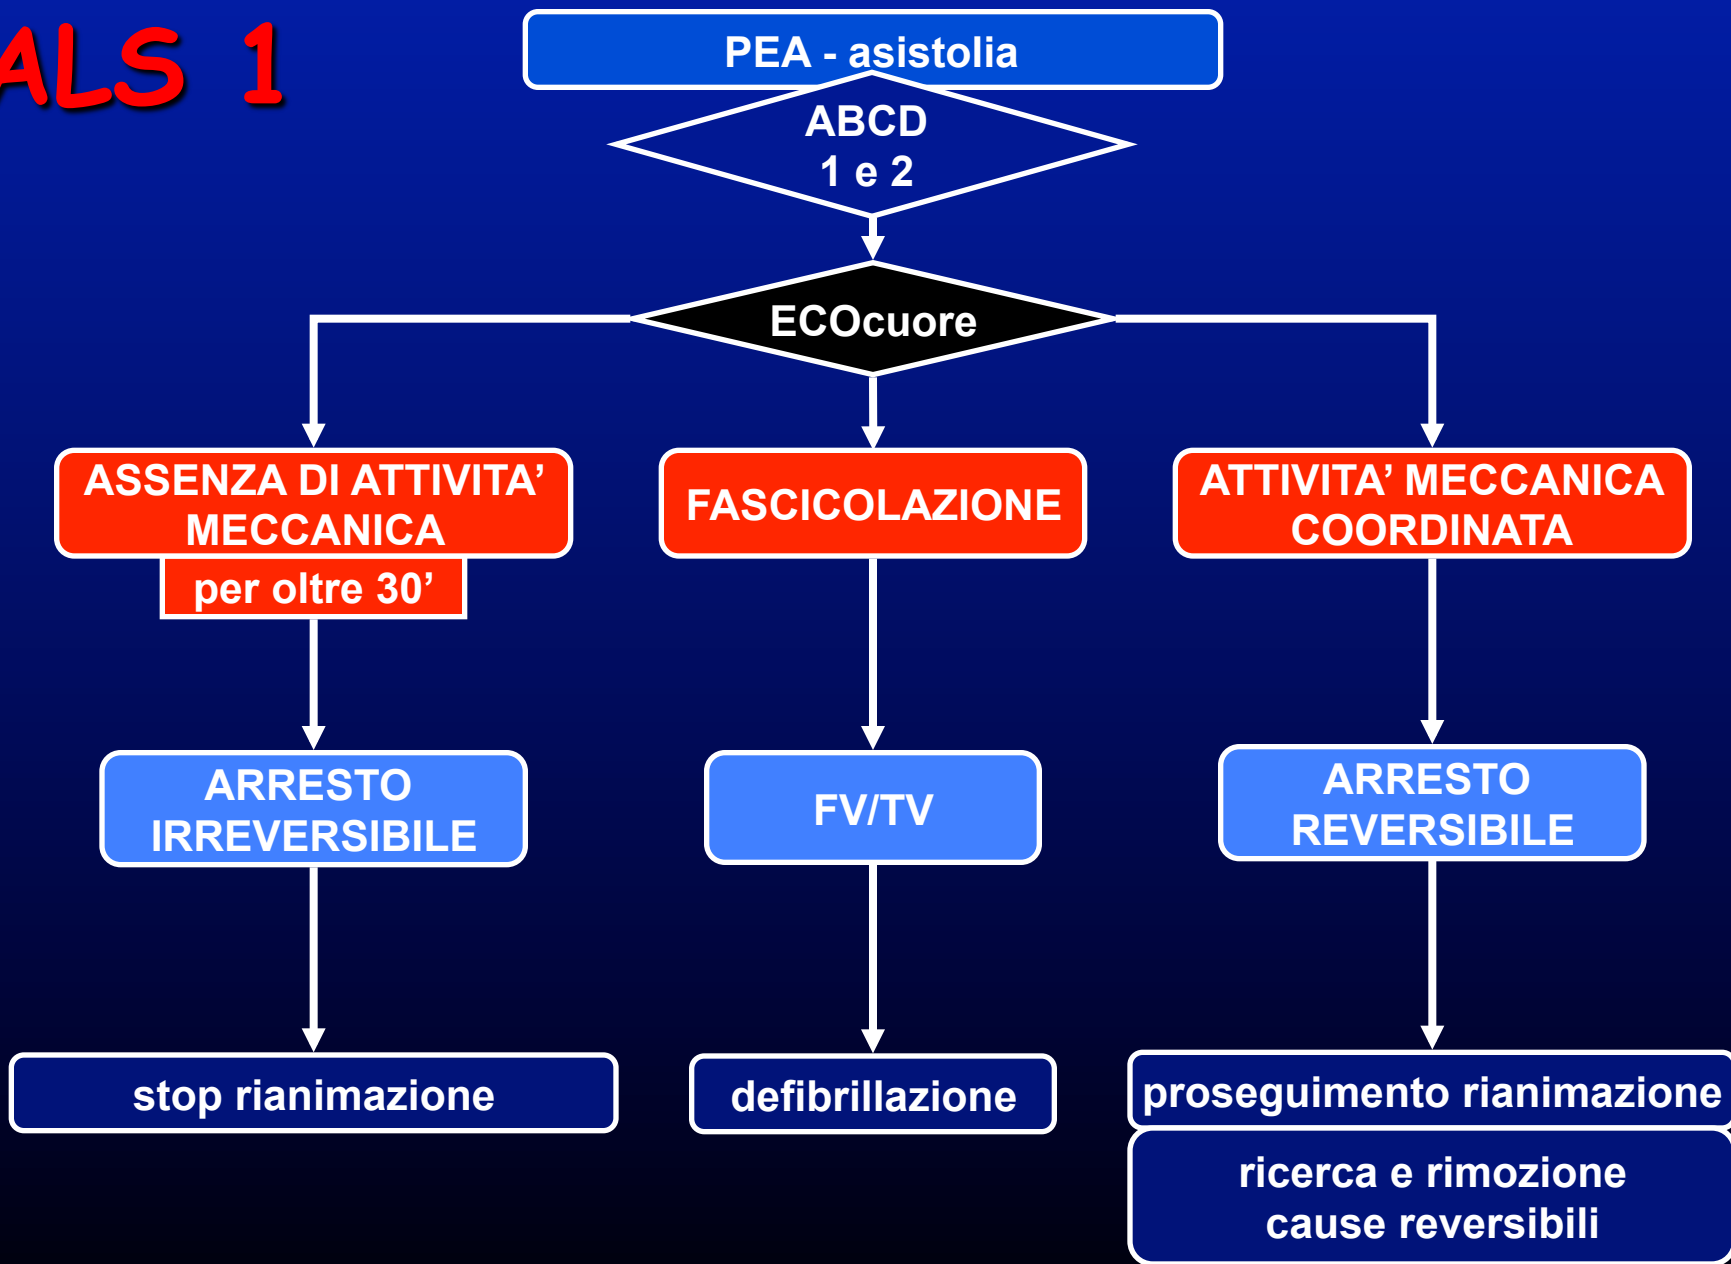 ALS 1
PEA - asistolia
ABCD
1 e 2
ECOcuore
ASSENZA DI ATTIVITA’
MECCANICA
per oltre 30’
FASCICOLAZIONE
ATTIVITA’ MECCANICA
COORDINATA
ARRESTO
IRREVERSIBILE
FV/TV
ARRESTO
REVERSIBILE
stop rianimazione
defibrillazione
proseguimento rianimazione
ricerca e rimozione
cause reversibili